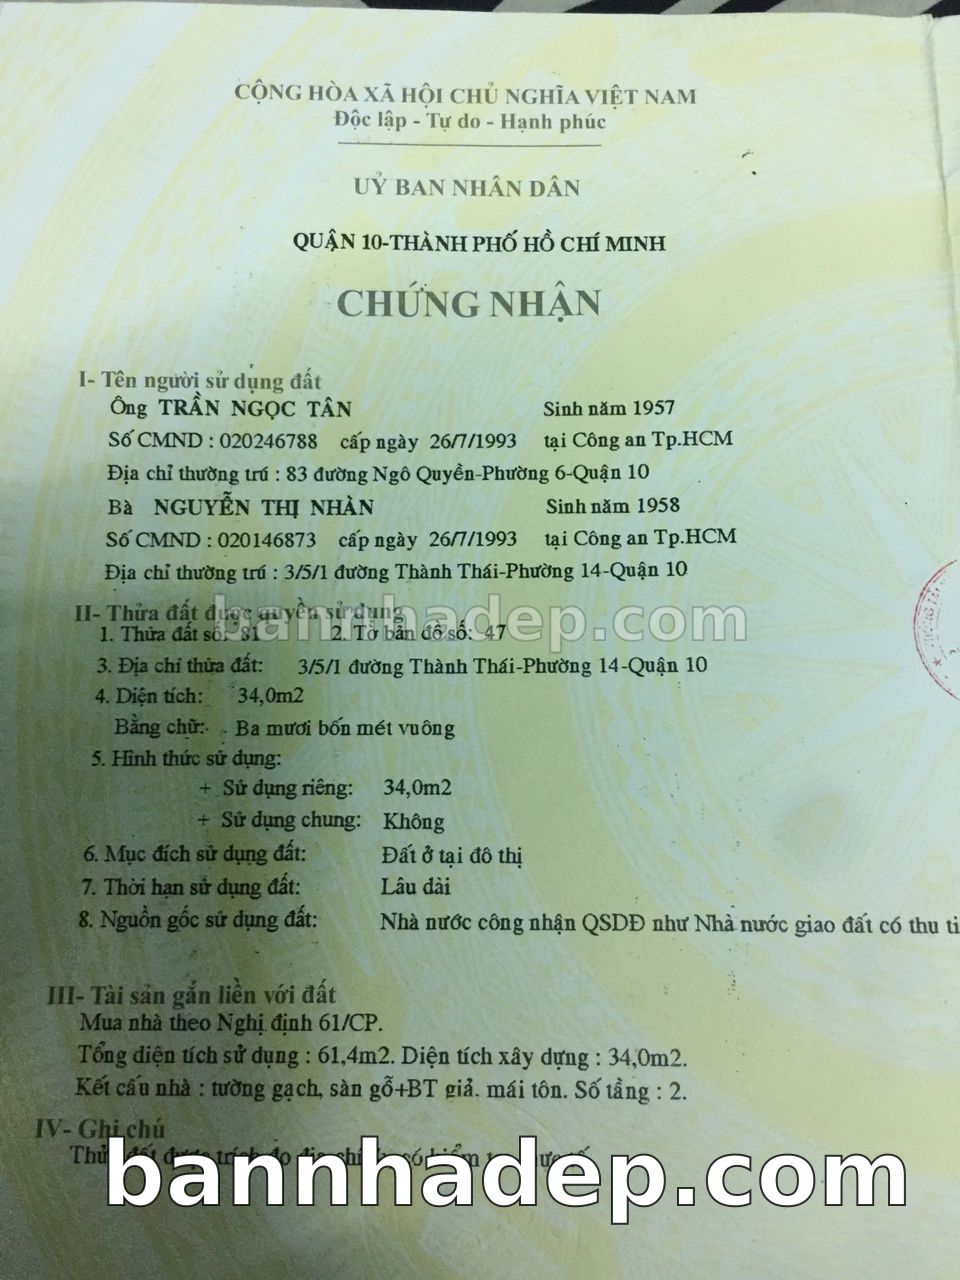 CỘNG HÒA XÃ HỘI CHỦ NGHĨA VIỆT NAM
Độc lập - Tự do - Hạnh phúc
UỶ BAN NHÂN DÂN
QUẬN 10-THÀNH PHỐ HỒ CHÍ MINH
CHỨNG NHẬN
I- Tên người sử dụng đất
Ông TRẦN NGỌC TÂN Sinh năm 1957
Số CMND : 020246788 cấp ngày 26/7/1993 tại Công an Tp.HCM
Địa chỉ thường trú : 83 đường Ngô Quyền-Phường 6-Quận 10
Bà NGUYỄN THỊ NHÀN Sinh năm 1958
Số CMND : 020146873 cấp ngày 26/7/1993 tại Công an Tp.HCM
Địa chỉ thường trú : 3/5/1 đường Thành Thái-Phường 14-Quận 10
II- Thửa đất được quyền sử dụng
bannhadep.com
1. Thửa đất số: 81 2. Tờ bản đồ số: 47
3. Địa chỉ thửa đất: 3/5/1 đường Thành Thái-Phường 14-Quận 10
4. Diện tích: 34,0m2
Bằng chữ: Ba mươi bốn mét vuông
5. Hình thức sử dụng:
+ Sử dụng riêng: 34,0m2
+ Sử dụng chung: Không
6. Mục đích sử dụng đất: Đất ở tại đô thị
7. Thời hạn sử dụng đất: Lâu dài
8. Nguồn gốc sử dụng đất: Nhà nước công nhận QSDĐ như Nhà nước giao đất có thu ti
III- Tài sản gắn liền với đất
Mua nhà theo Nghị định 61/CP.
Tổng diện tích sử dụng : 61,4m2. Diện tích xây dựng : 34,0m2.
Kết cấu nhà : tường gạch, sàn gỗ+BT giả. mái tôn. Số tầng : 2.
IV- Ghi chú
bannhadep.com